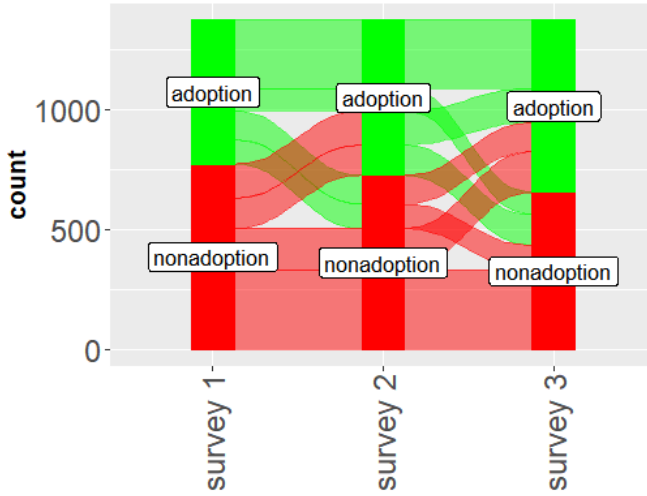 adoption
adoption
adoption
1000
count
500
nonadoption
nonadoption
nonadoption
0
survey 1
survey 2
survey 3